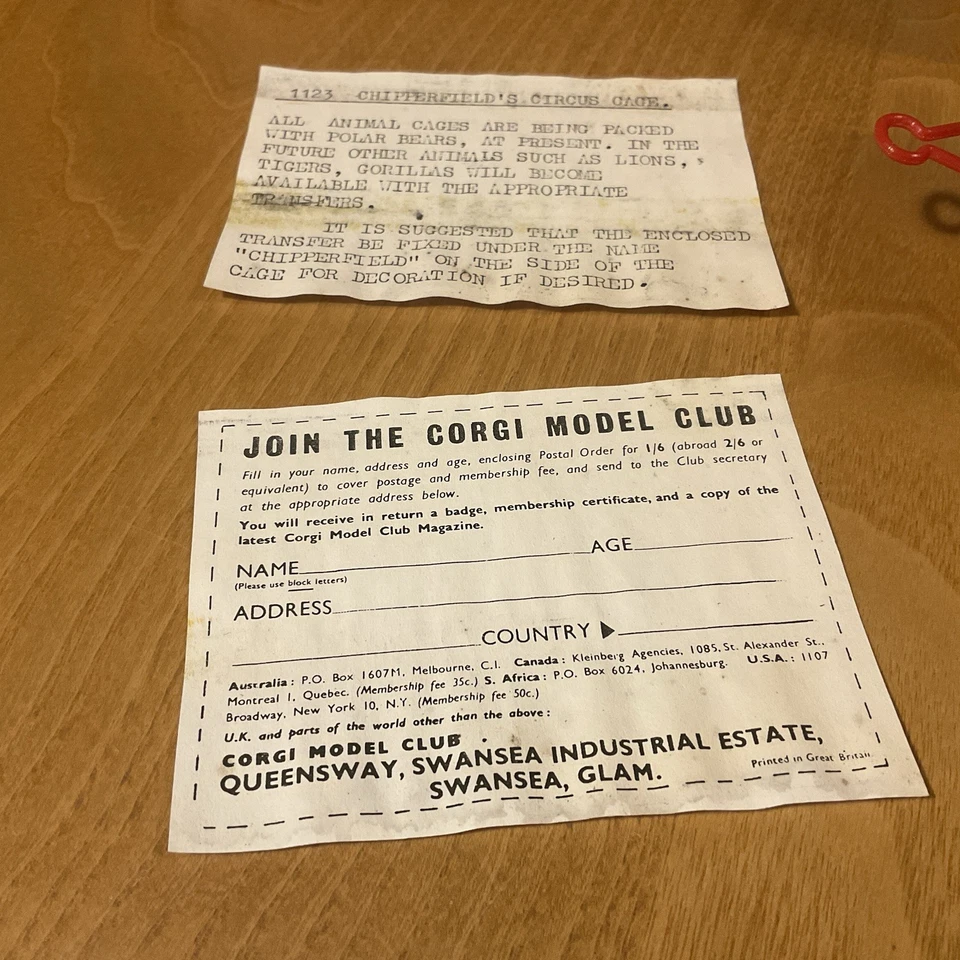 1123 CHIPPERFIELD'S CIRCUS CAGE.
ALL ANIMAL CAGES ARE BEING PACKED
WITH POLAR BEARS, AT PRESENT. IN THE
FUTURE OTHER ANIMALS SUCH AS LIONS,
TIGERS, GORILLAS WILL BECOME
AVAILABLE WITH THE APPROPRIATE
TRANSFERS.
IT IS SUGGESTED THAT THE ENCLOSED
TRANSFER BE FIXED UNDER THE NAME
"CHIPPERFIELD" ON THE SIDE OF THE
CAGE FOR DECORATION IF DESIRED.
JOIN THE CORGI MODEL CLUB
Fill in your name, address and age, enclosing Postal Order for 1/6 (abroad 2/6 or
equivalent) to cover postage and membership fee, and send to the Club secretary
at the appropriate address below.
You will receive in return a badge, membership certificate, and a copy of the
latest Corgi Model Club Magazine.
NAME AGE
(Please use block letters)
ADDRESS
COUNTRY ▶
Australia: P.O. Box 1607M, Melbourne, C.I. Canada: Kleinberg Agencies, 1085, St. Alexander St.,
Montreal 1, Quebec. (Membership fee 35c.) S. Africa: P.O. Box 6024, Johannesburg. U.S.A.: 1107
Broadway, New York 10, N.Y. (Membership fee 50c.)
U.K. and parts of the world other than the above:
CORGI MODEL CLUB
QUEENSWAY, SWANSEA INDUSTRIAL ESTATE,
SWANSEA, GLAM.
Printed in Great Britain